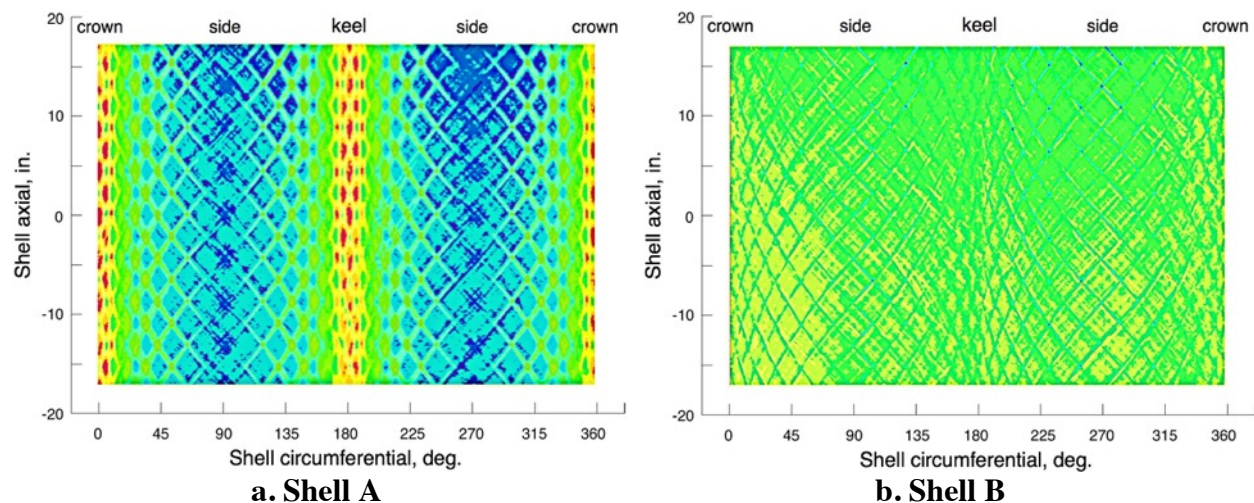 crown side keel side crown
20
10
0
-10
-20
Shell axial, in.
0 45 90 135 180 225 270 315 360
Shell circumferential, deg.
a. Shell A
crown side keel side crown
20
10
0
-10
-20
Shell axial, in.
0 45 90 135 180 225 270 315 360
Shell circumferential, deg.
b. Shell B